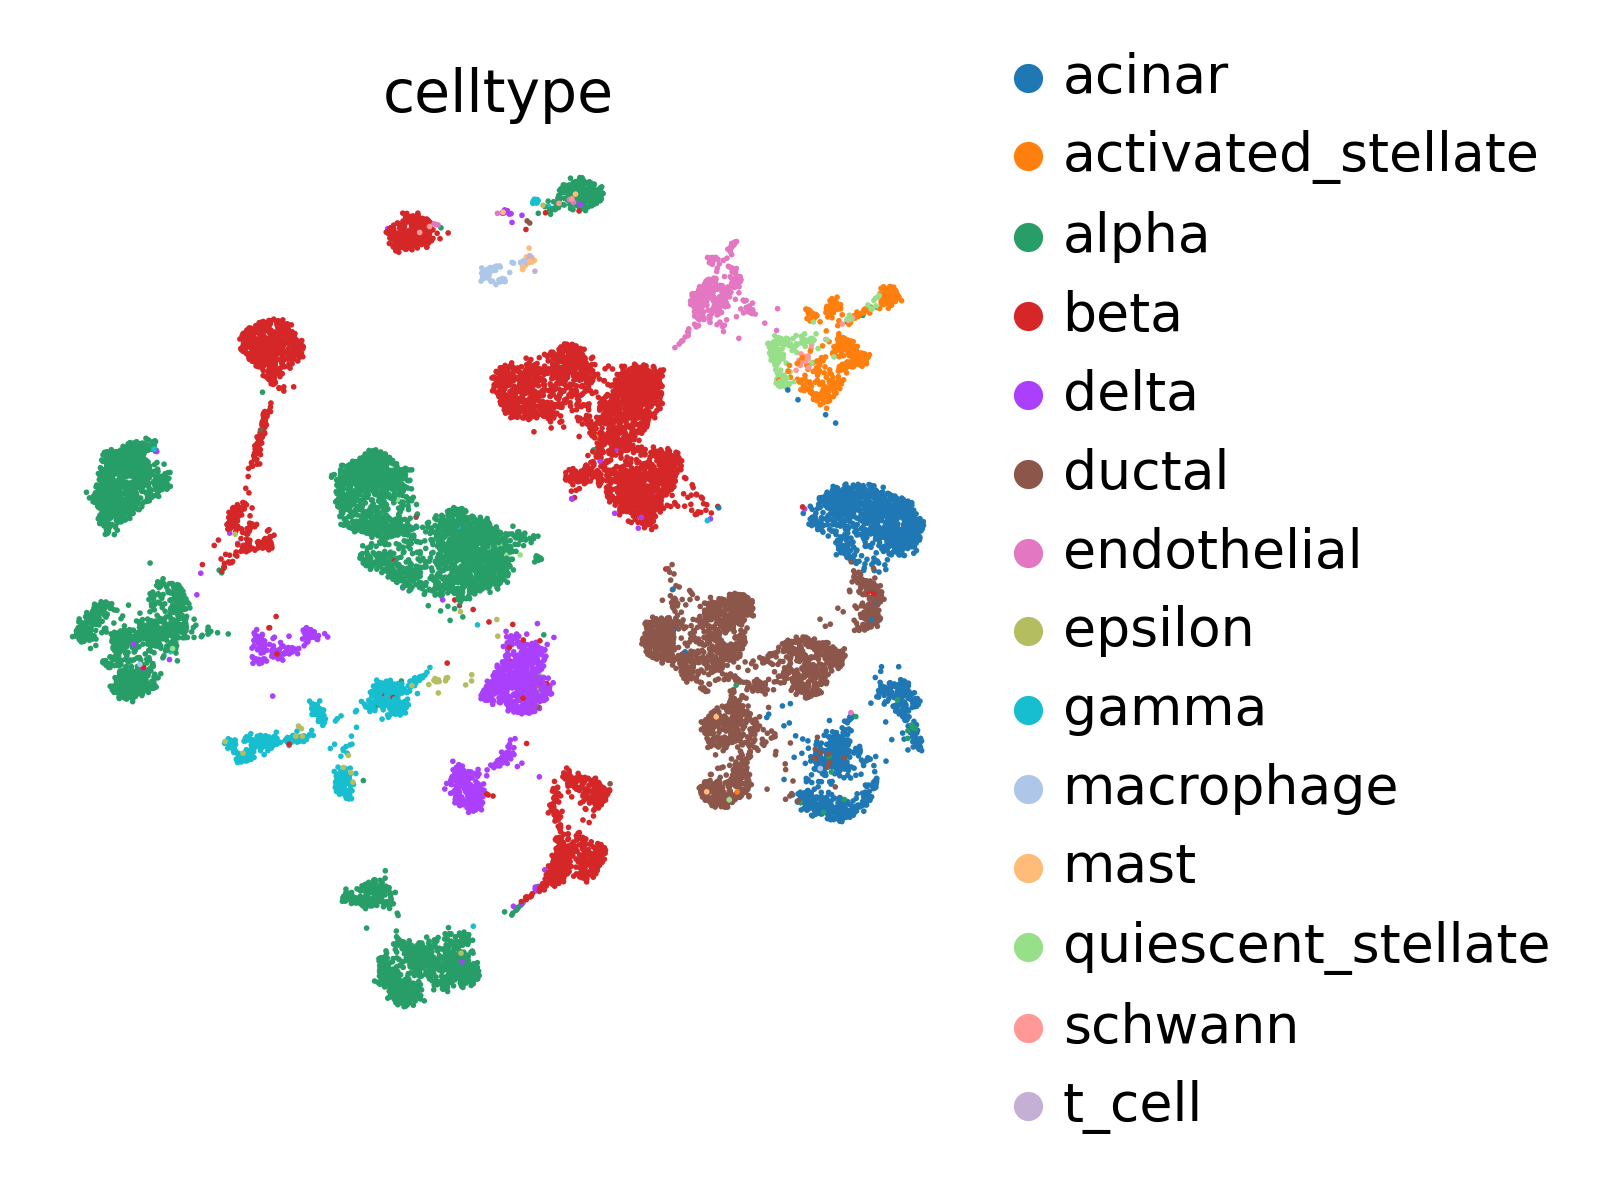 celltype
acinar
activated_stellate
alpha
beta
delta
ductal
endothelial
epsilon
gamma
macrophage
mast
quiescent_stellate
schwann
t_cell